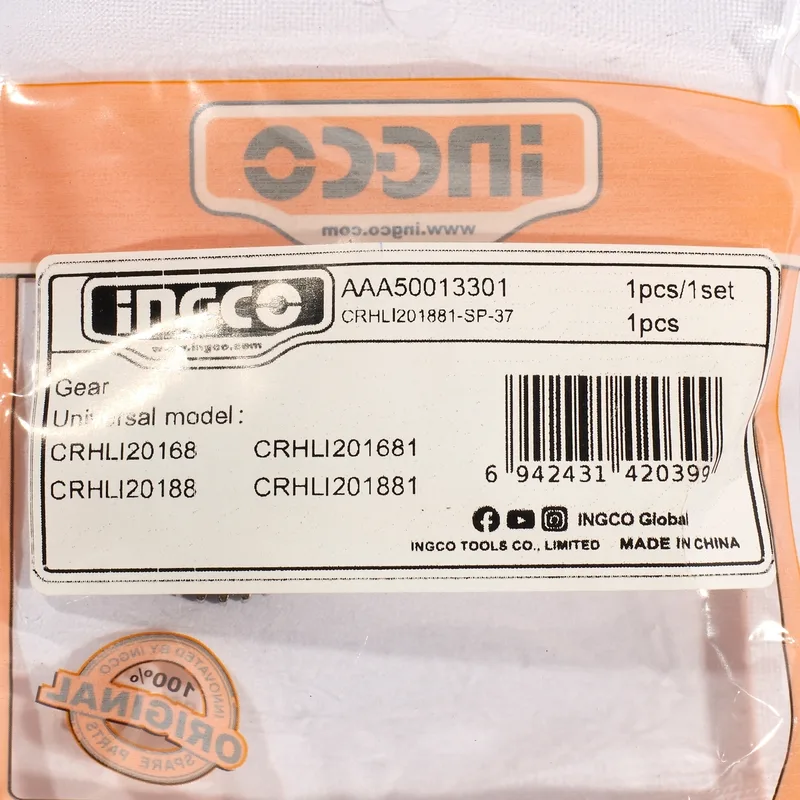 iNGCO
www.ingco.com
iNGCO
AAA50013301
1pcs/1set
CRHLI201881-SP-37
1pcs
www.ingco.com
Gear
Universal model:
CRHLI20168 CRHLI201681
CRHLI20188 CRHLI201881
6 942431 420399
INGCO Global
INGCO TOOLS CO., LIMITED MADE IN CHINA
INNOVATED BY INGCO
100%
ORIGINAL
SPARE PARTS